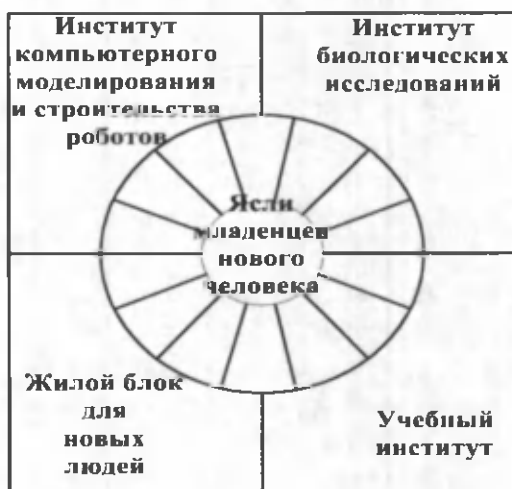 Институт
компьютерного
моделирования
и строительства
роботов
Институт
биологических
исследований
Ясли
младенцев
нового
человека
Жилой блок
для
новых
людей
Учебный
институт